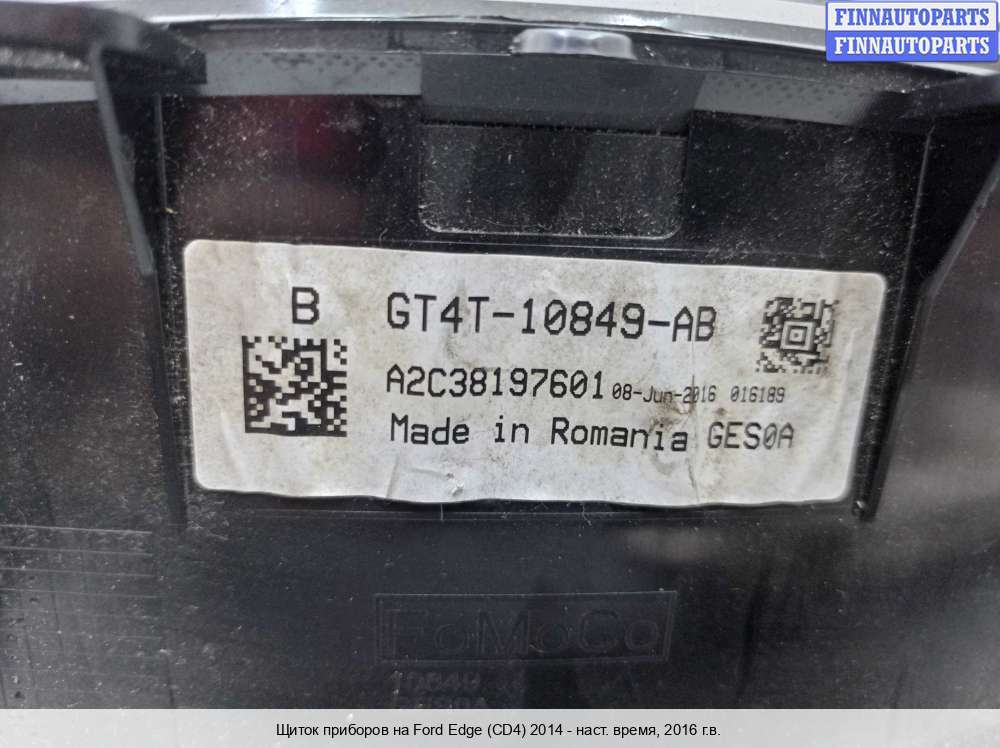 FINNAUTOPARTS
FINNAUTOPARTS
B GT4T-10849-AB
A2C38197601 08-Jun-2016 016189
Made in Romania GES0A
FoMoCo
10849
Щиток приборов на Ford Edge (CD4) 2014 - наст. время, 2016 г.в.